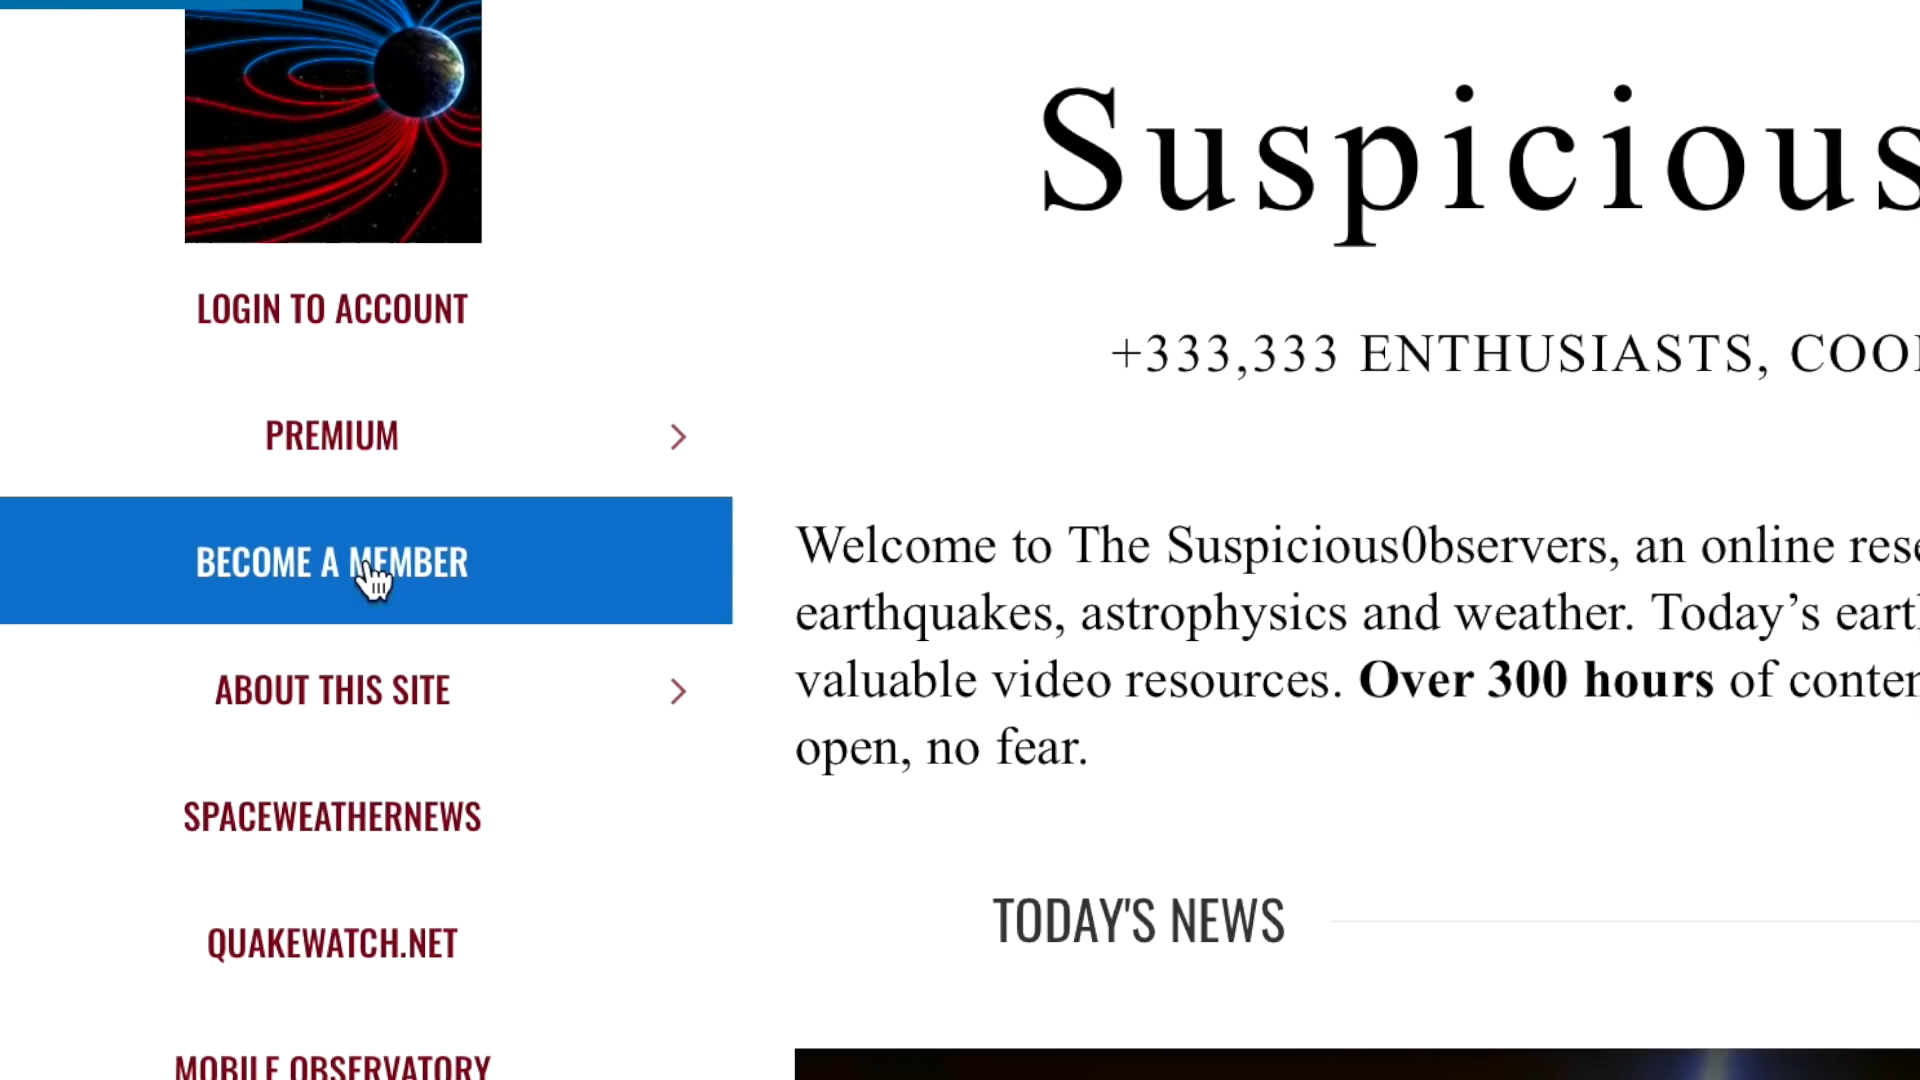 LOGIN TO ACCOUNT
PREMIUM
BECOME A MEMBER
ABOUT THIS SITE
SPACEWEATHERNEWS
QUAKEWATCH.NET
MOBILE OBSERVATORY
Suspicious
+333,333 ENTHUSIASTS,
Welcome to The Suspicious0bservers, an online
earthquakes, astrophysics and weather. Today’s
valuable video resources. Over 300 hours of
open, no fear.
TODAY'S NEWS